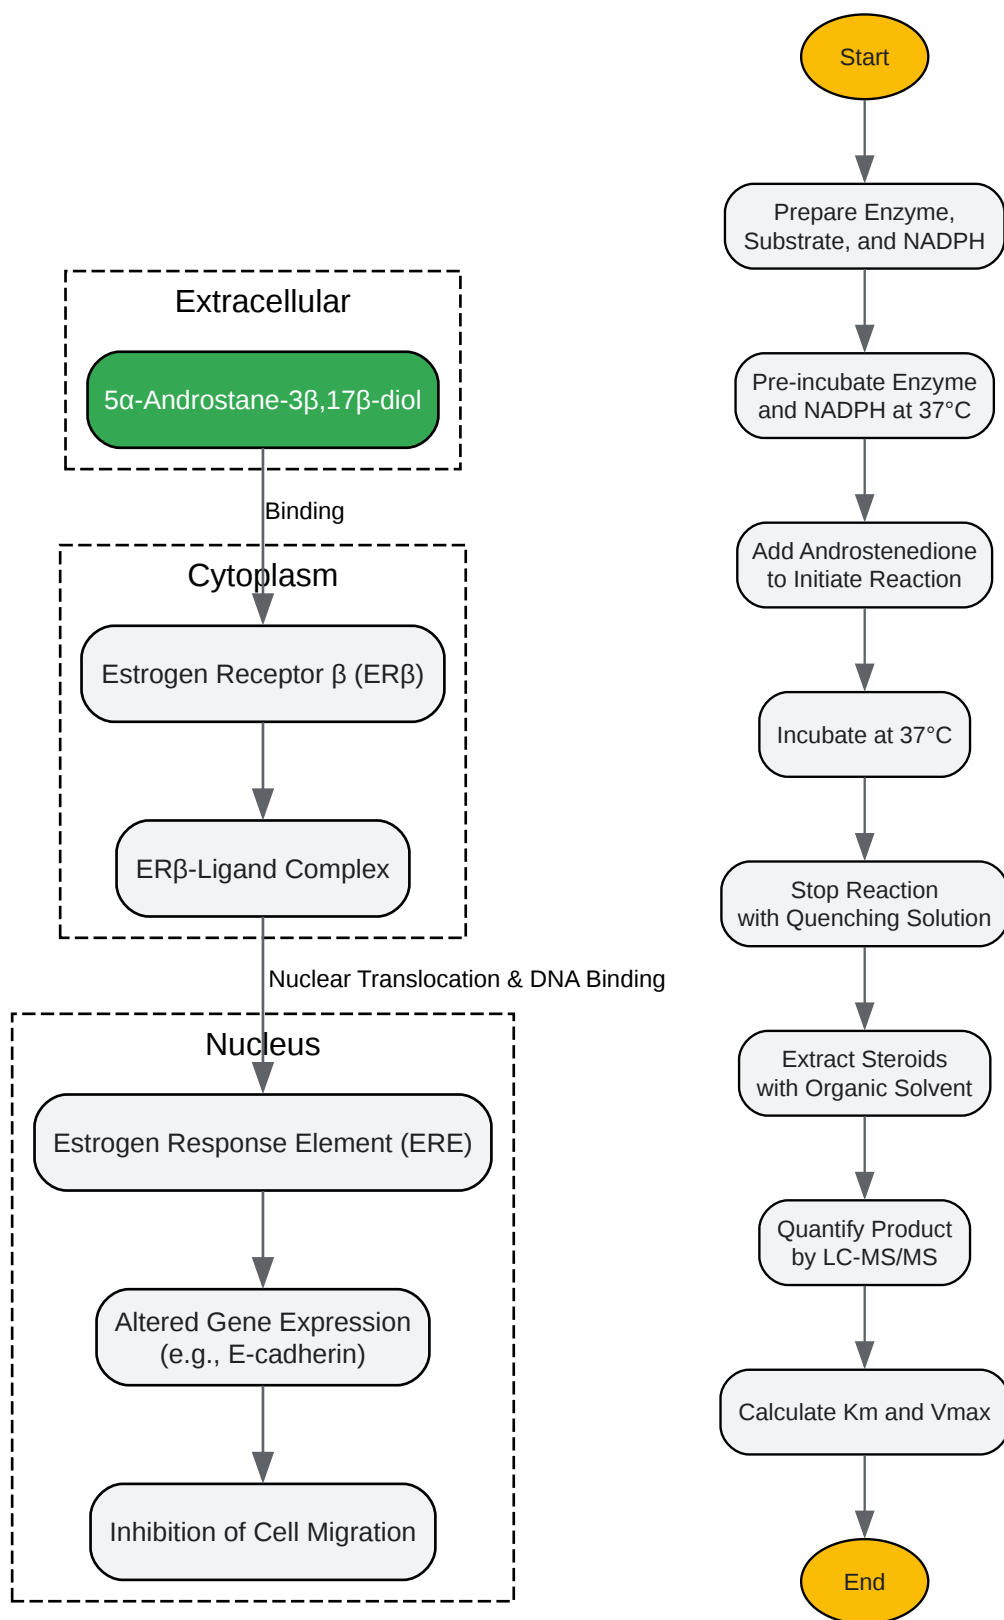 Extracellular
5α-Androstane-3β,17β-diol
Binding
Cytoplasm
Estrogen Receptor β (ERβ)
ERβ-Ligand Complex
Nuclear Translocation & DNA Binding
Nucleus
Estrogen Response Element (ERE)
Altered Gene Expression
(e.g., E-cadherin)
Inhibition of Cell Migration
Start
Prepare Enzyme,
Substrate, and NADPH
Pre-incubate Enzyme
and NADPH at 37°C
Add Androstenedione
to Initiate Reaction
Incubate at 37°C
Stop Reaction
with Quenching Solution
Extract Steroids
with Organic Solvent
Quantify Product
by LC-MS/MS
Calculate Km and Vmax
End